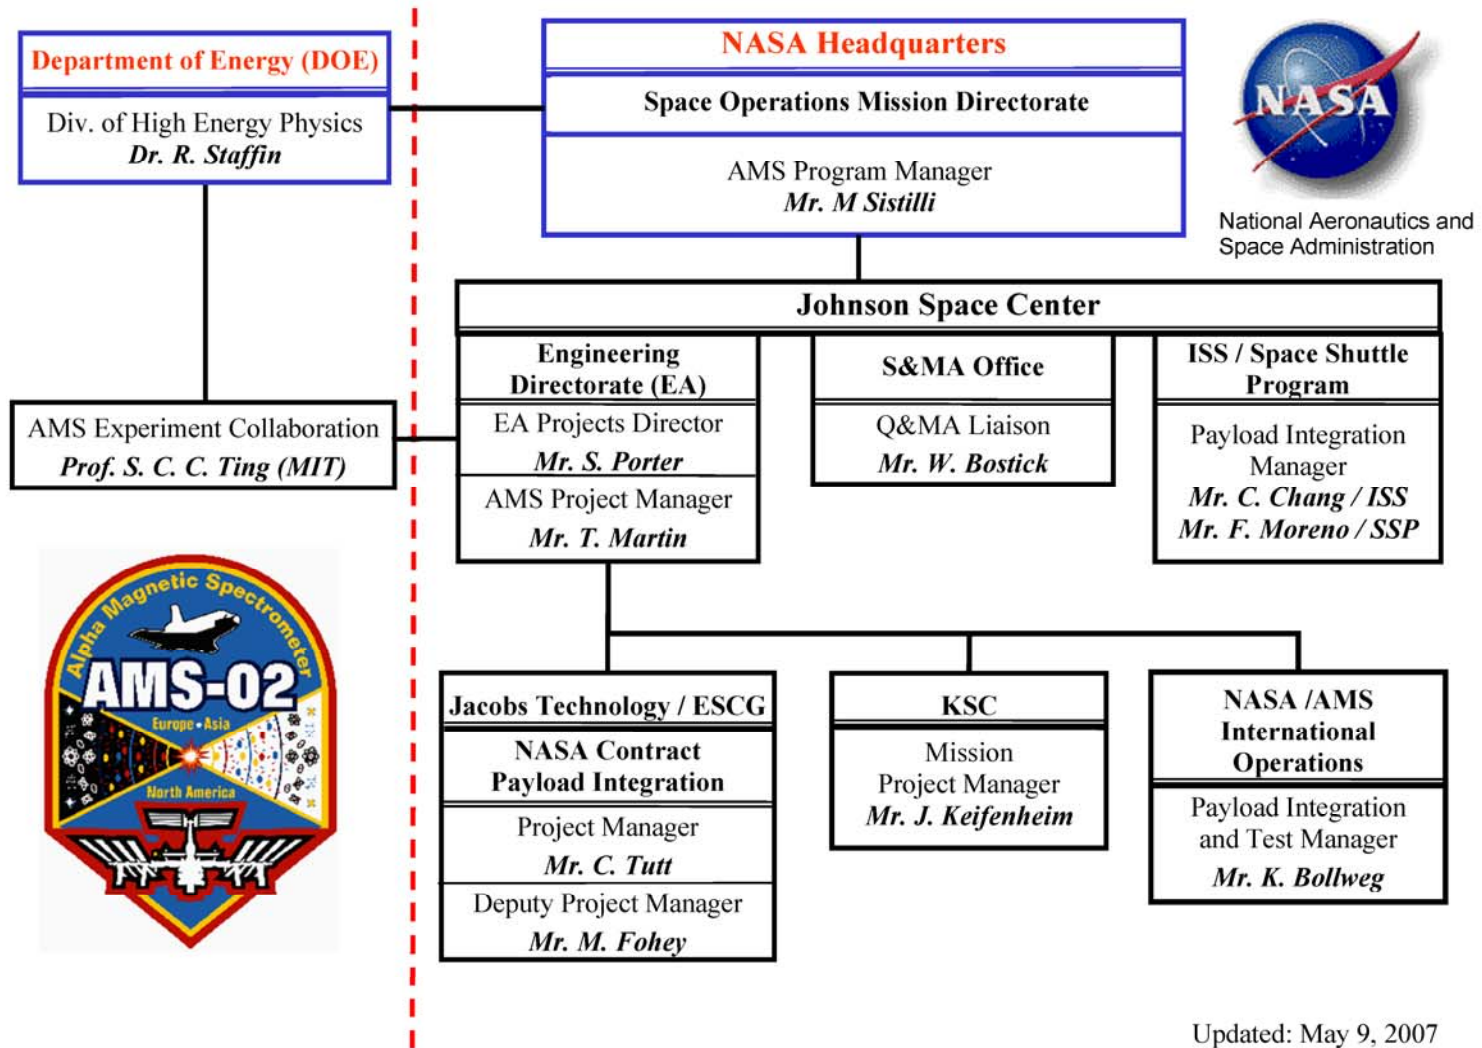 Department of Energy (DOE)
Div. of High Energy Physics
Dr. R. Staffin
NASA Headquarters
Space Operations Mission Directorate
AMS Program Manager
Mr. M Sistilli
NASA
National Aeronautics and
Space Administration
Johnson Space Center
Engineering
Directorate (EA)
EA Projects Director
Mr. S. Porter
AMS Project Manager
Mr. T. Martin
S&MA Office
Q&MA Liaison
Mr. W. Bostick
ISS / Space Shuttle
Program
Payload Integration
Manager
Mr. C. Chang / ISS
Mr. F. Moreno / SSP
AMS Experiment Collaboration
Prof. S. C. C. Ting (MIT)
Alpha Magnetic Spectrometer
AMS-02
Europe • Asia
North America
Jacobs Technology / ESCG
NASA Contract
Payload Integration
Project Manager
Mr. C. Tutt
Deputy Project Manager
Mr. M. Fohey
KSC
Mission
Project Manager
Mr. J. Keifenheim
NASA /AMS
International
Operations
Payload Integration
and Test Manager
Mr. K. Bollweg
Updated: May 9, 2007